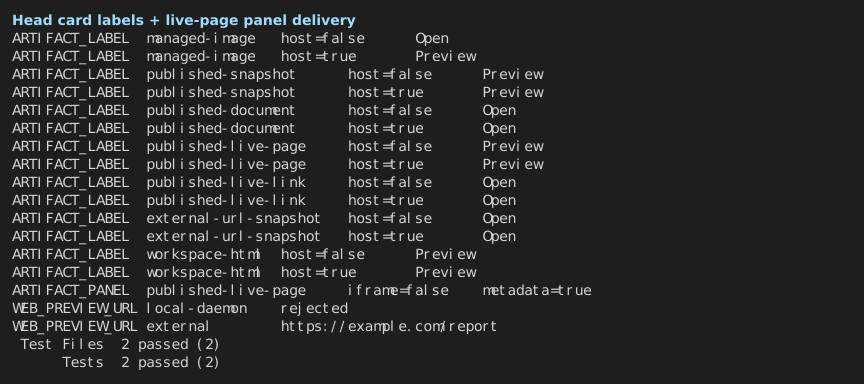 Head card labels + live-page panel delivery
ARTIFACT_LABEL managed-image host=false Open
ARTIFACT_LABEL managed-image host=true Preview
ARTIFACT_LABEL published-snapshot host=false Preview
ARTIFACT_LABEL published-snapshot host=true Preview
ARTIFACT_LABEL published-document host=false Open
ARTIFACT_LABEL published-document host=true Open
ARTIFACT_LABEL published-live-page host=false Preview
ARTIFACT_LABEL published-live-page host=true Preview
ARTIFACT_LABEL published-live-link host=false Open
ARTIFACT_LABEL published-live-link host=true Open
ARTIFACT_LABEL external-url-snapshot host=false Open
ARTIFACT_LABEL external-url-snapshot host=true Open
ARTIFACT_LABEL workspace-html host=false Preview
ARTIFACT_LABEL workspace-html host=true Preview
ARTIFACT_PANEL published-live-page iframe=false metadata=true
WEB_PREVIEW_URL local-daemon rejected
WEB_PREVIEW_URL external https://example.com/report
Test Files 2 passed (2)
Tests 2 passed (2)